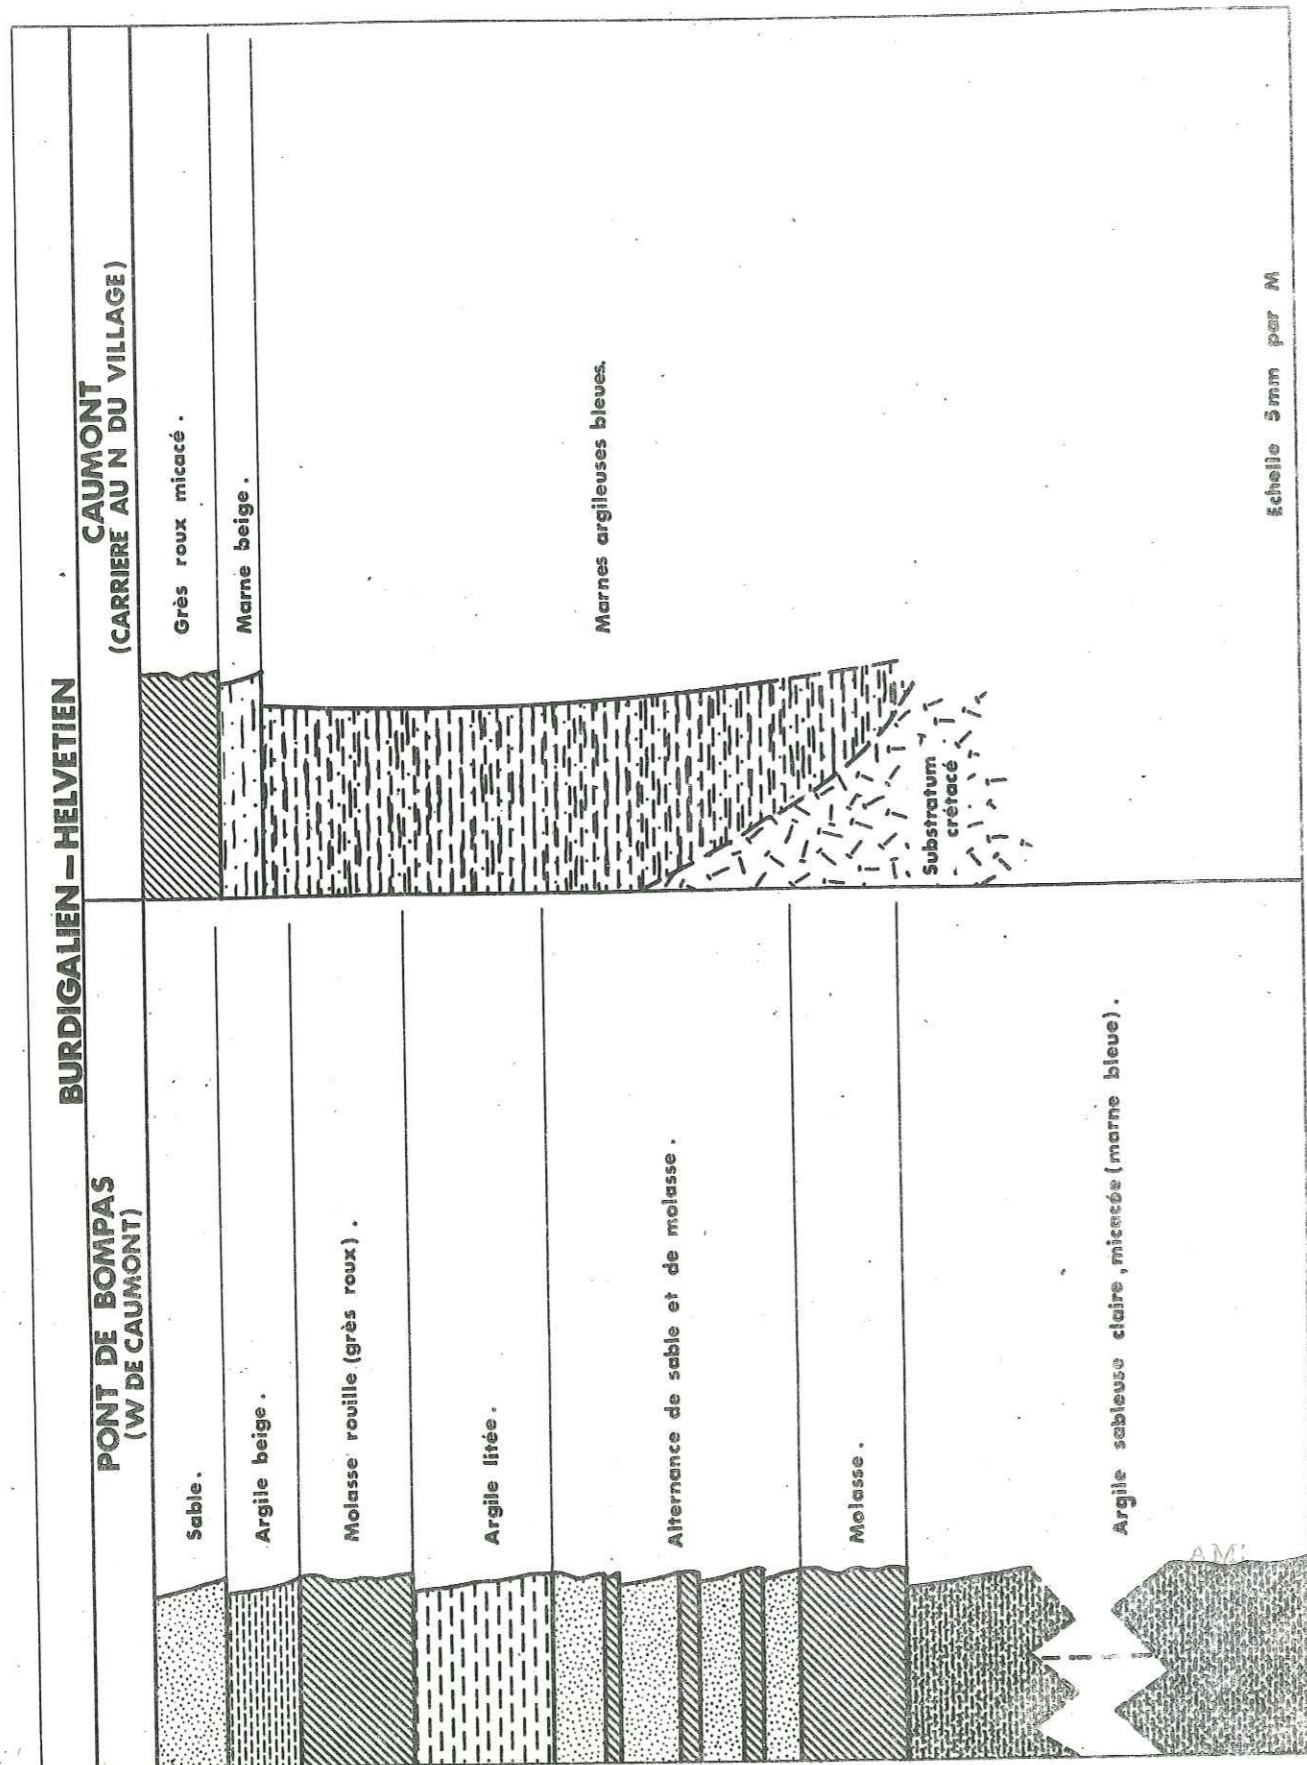 BURDIGALIEN–HELVETIEN
PONT DE BOMPAS
(W DE CAUMONT)
Sable.
Argile beige.
Molasse rouille (grès roux).
Argile litée.
Alternance de sable et de molasse.
Molasse.
Argile sableuse claire, micacée (marne bleue).
CAUMONT
(CARRIERE AU N DU VILLAGE)
Grès roux micacé.
Marne beige.
Marnes argileuses bleues.
Substratum
crétacé
Echelle 5mm par M